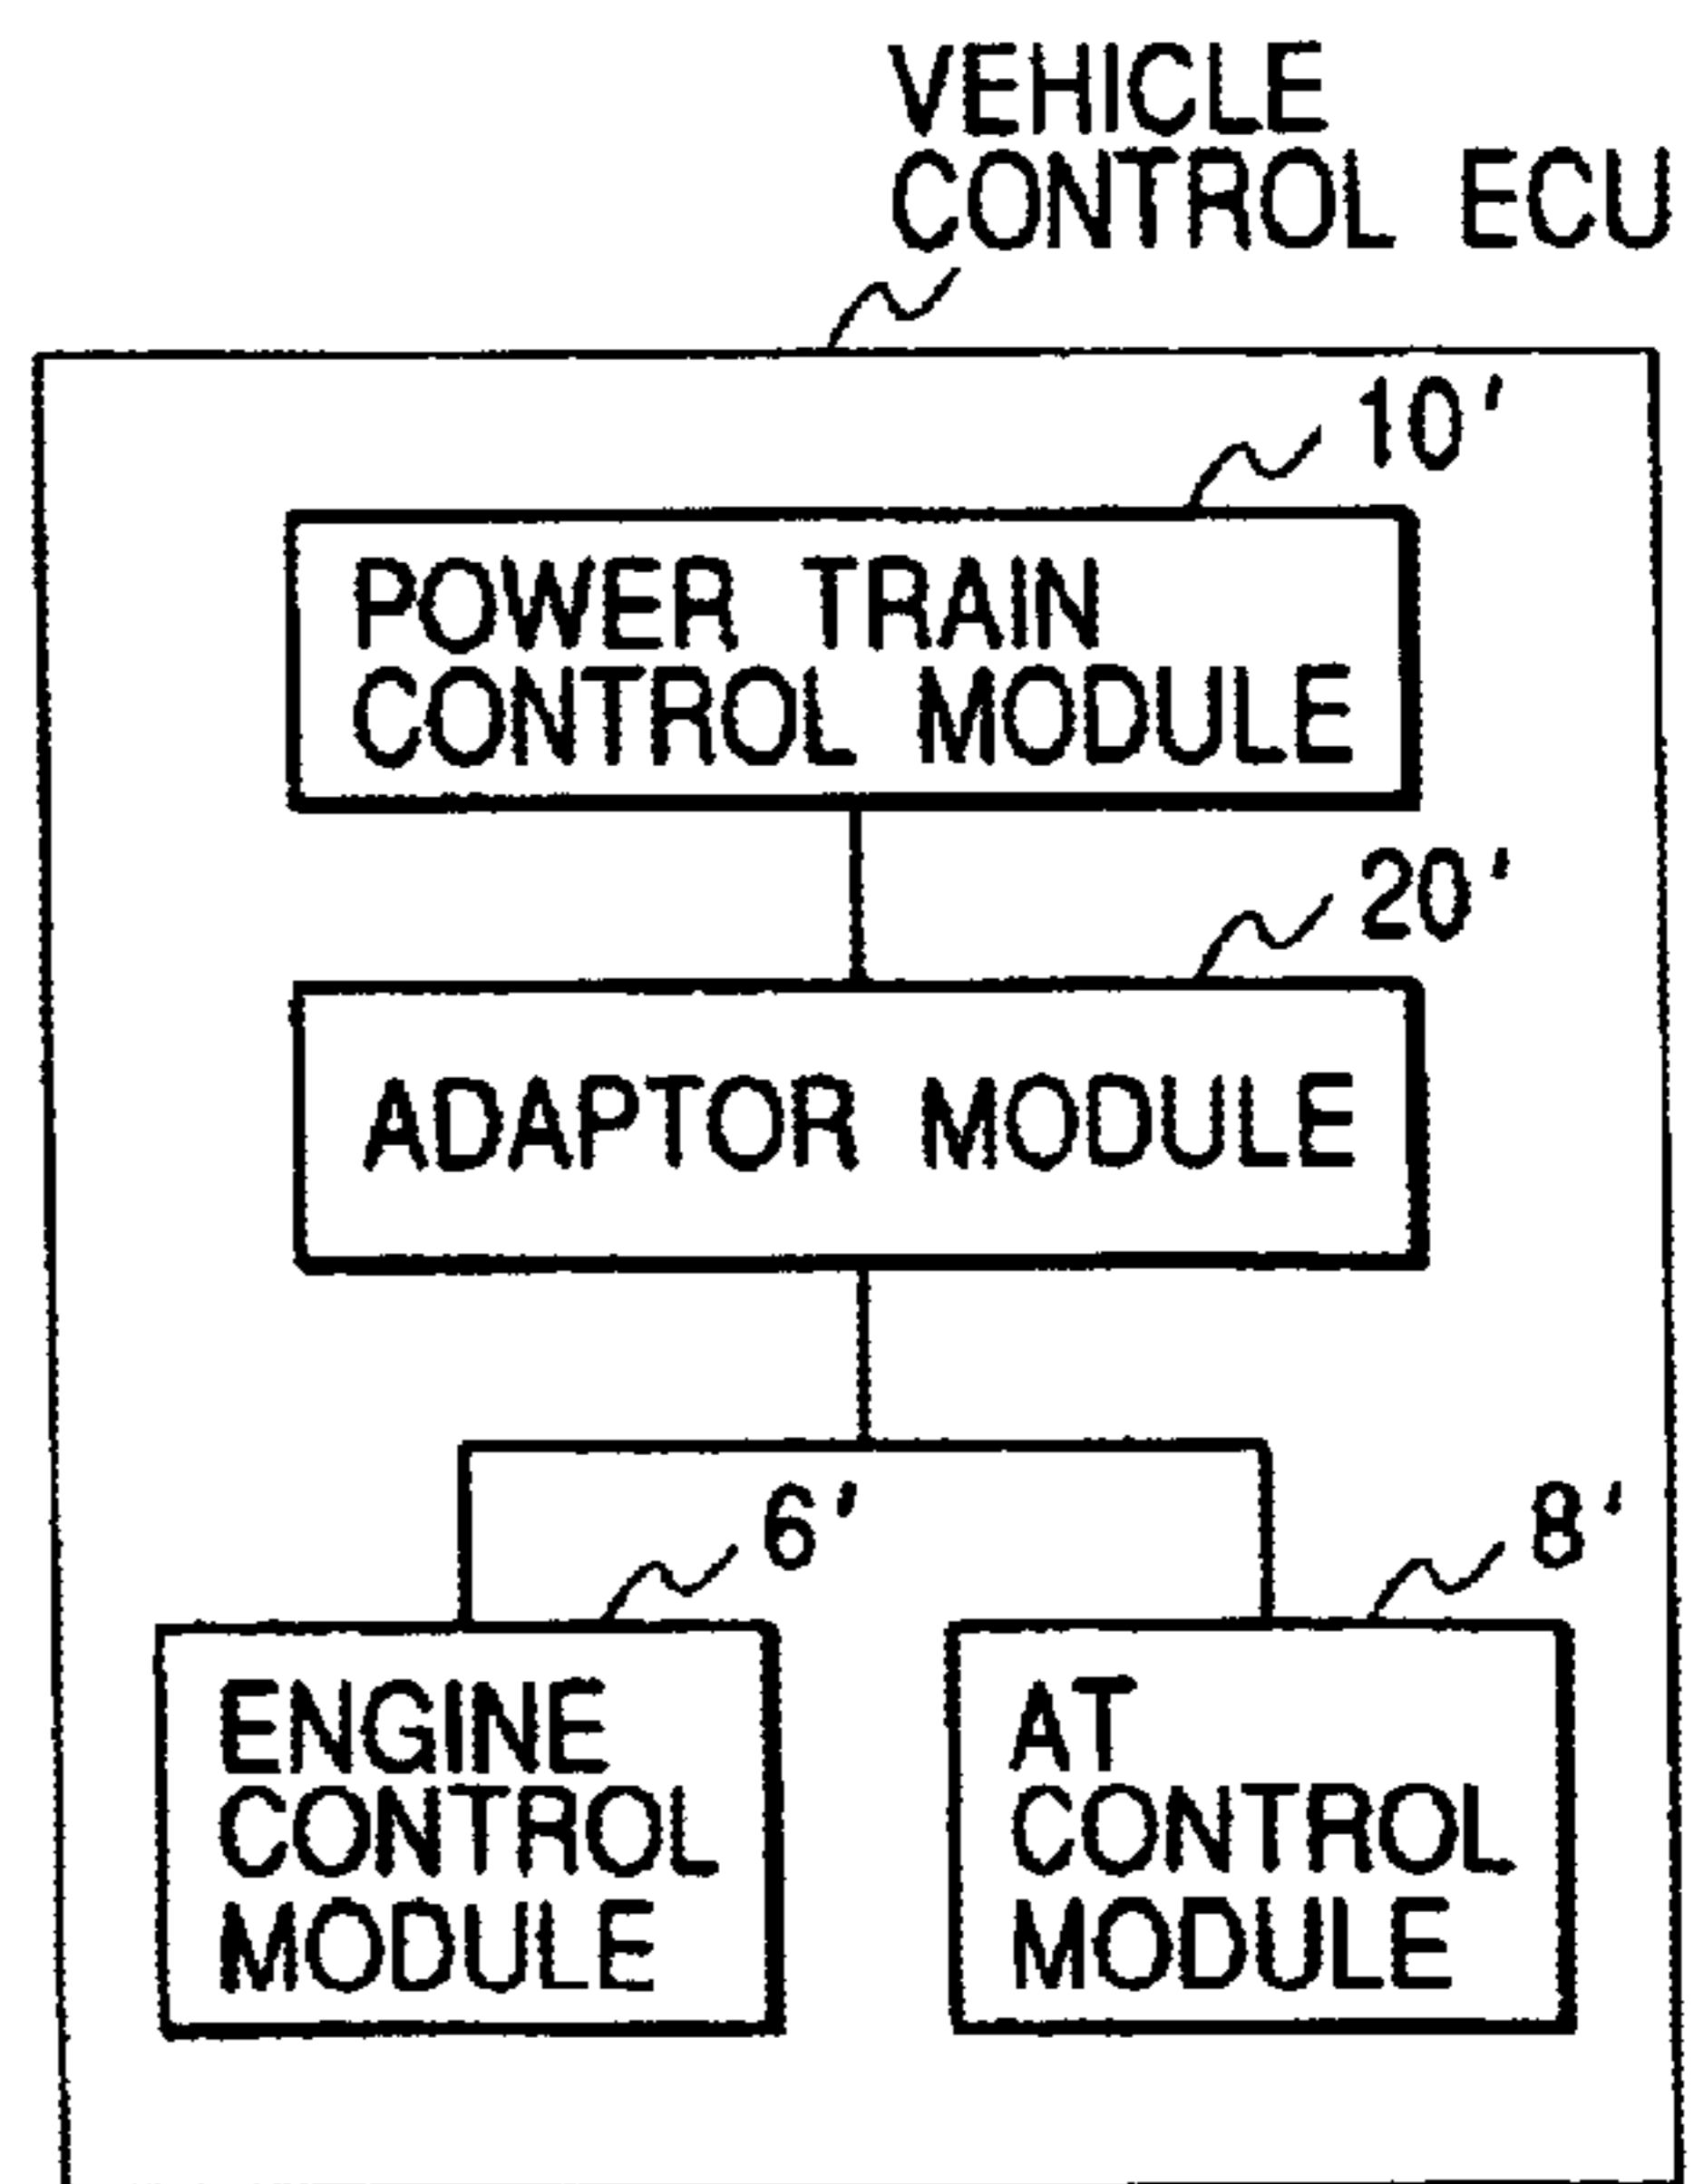 VEHICLE
CONTROL ECU
10'
POWER TRAIN
CONTROL MODULE
20'
ADAPTOR MODULE
6'
8'
ENGINE
CONTROL
MODULE
AT
CONTROL
MODULE